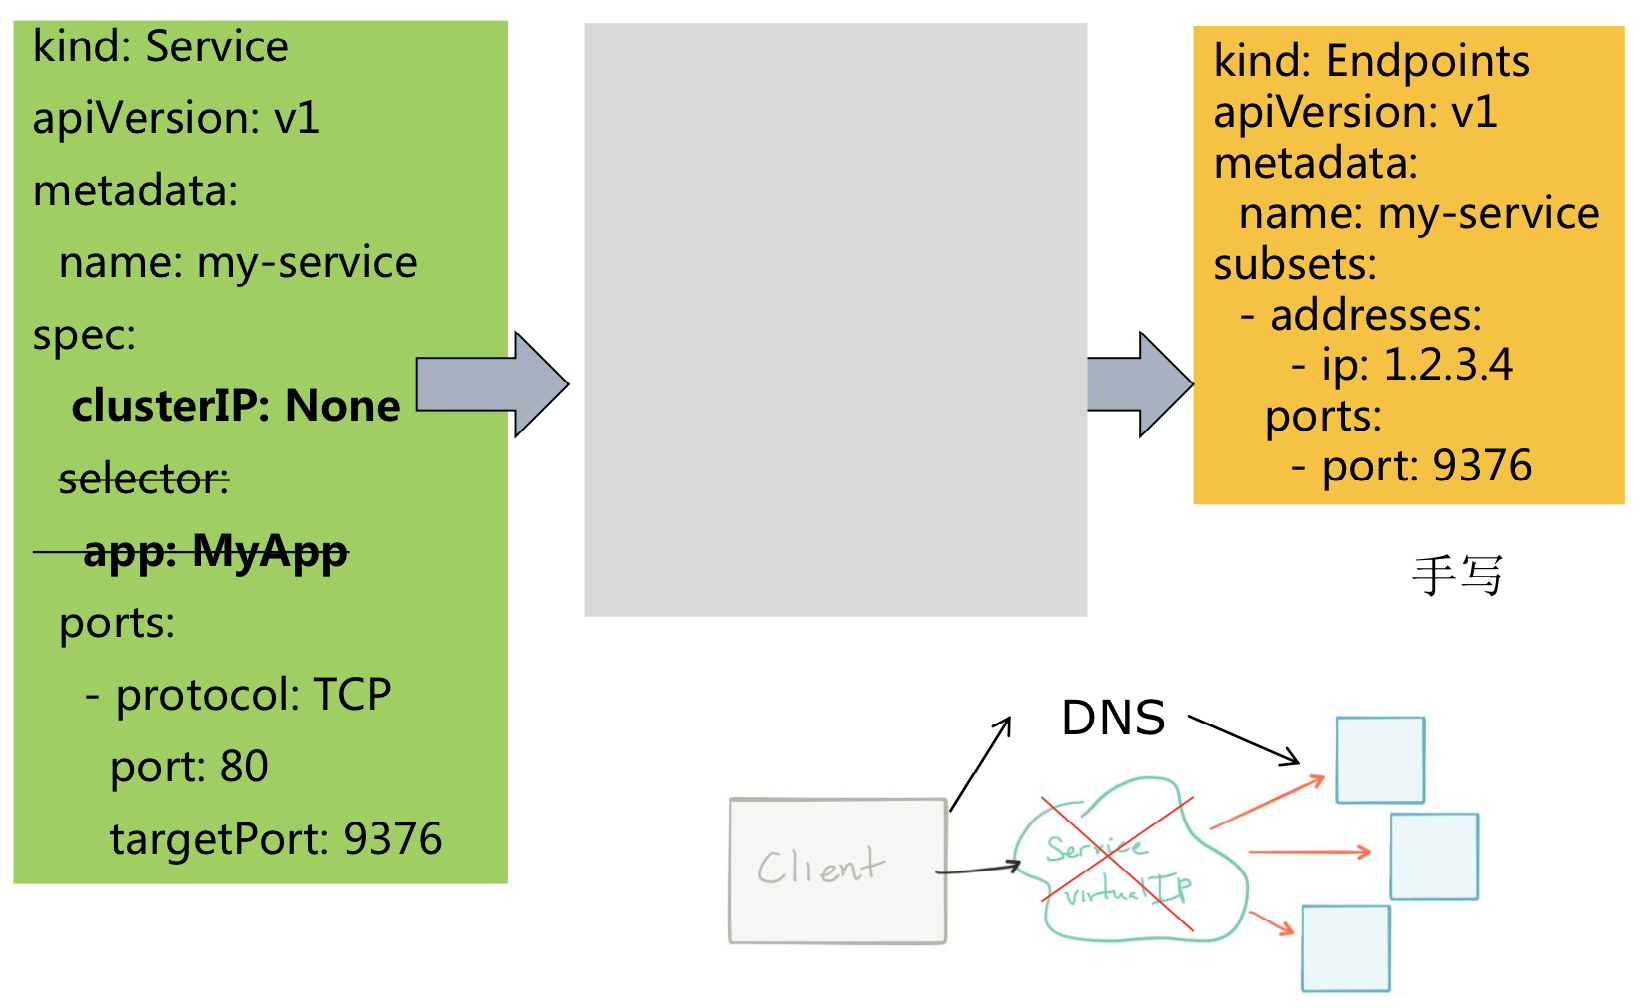 kind: Service
apiVersion: v1
metadata:
  name: my-service
spec:
   clusterIP: None
  selector:
    app: MyApp
  ports:
    - protocol: TCP
      port: 80
      targetPort: 9376
kind: Endpoints
apiVersion: v1
metadata:
  name: my-service
subsets:
  - addresses:
      - ip: 1.2.3.4
    ports:
      - port: 9376
手写
DNS
Client
Service
virtual IP